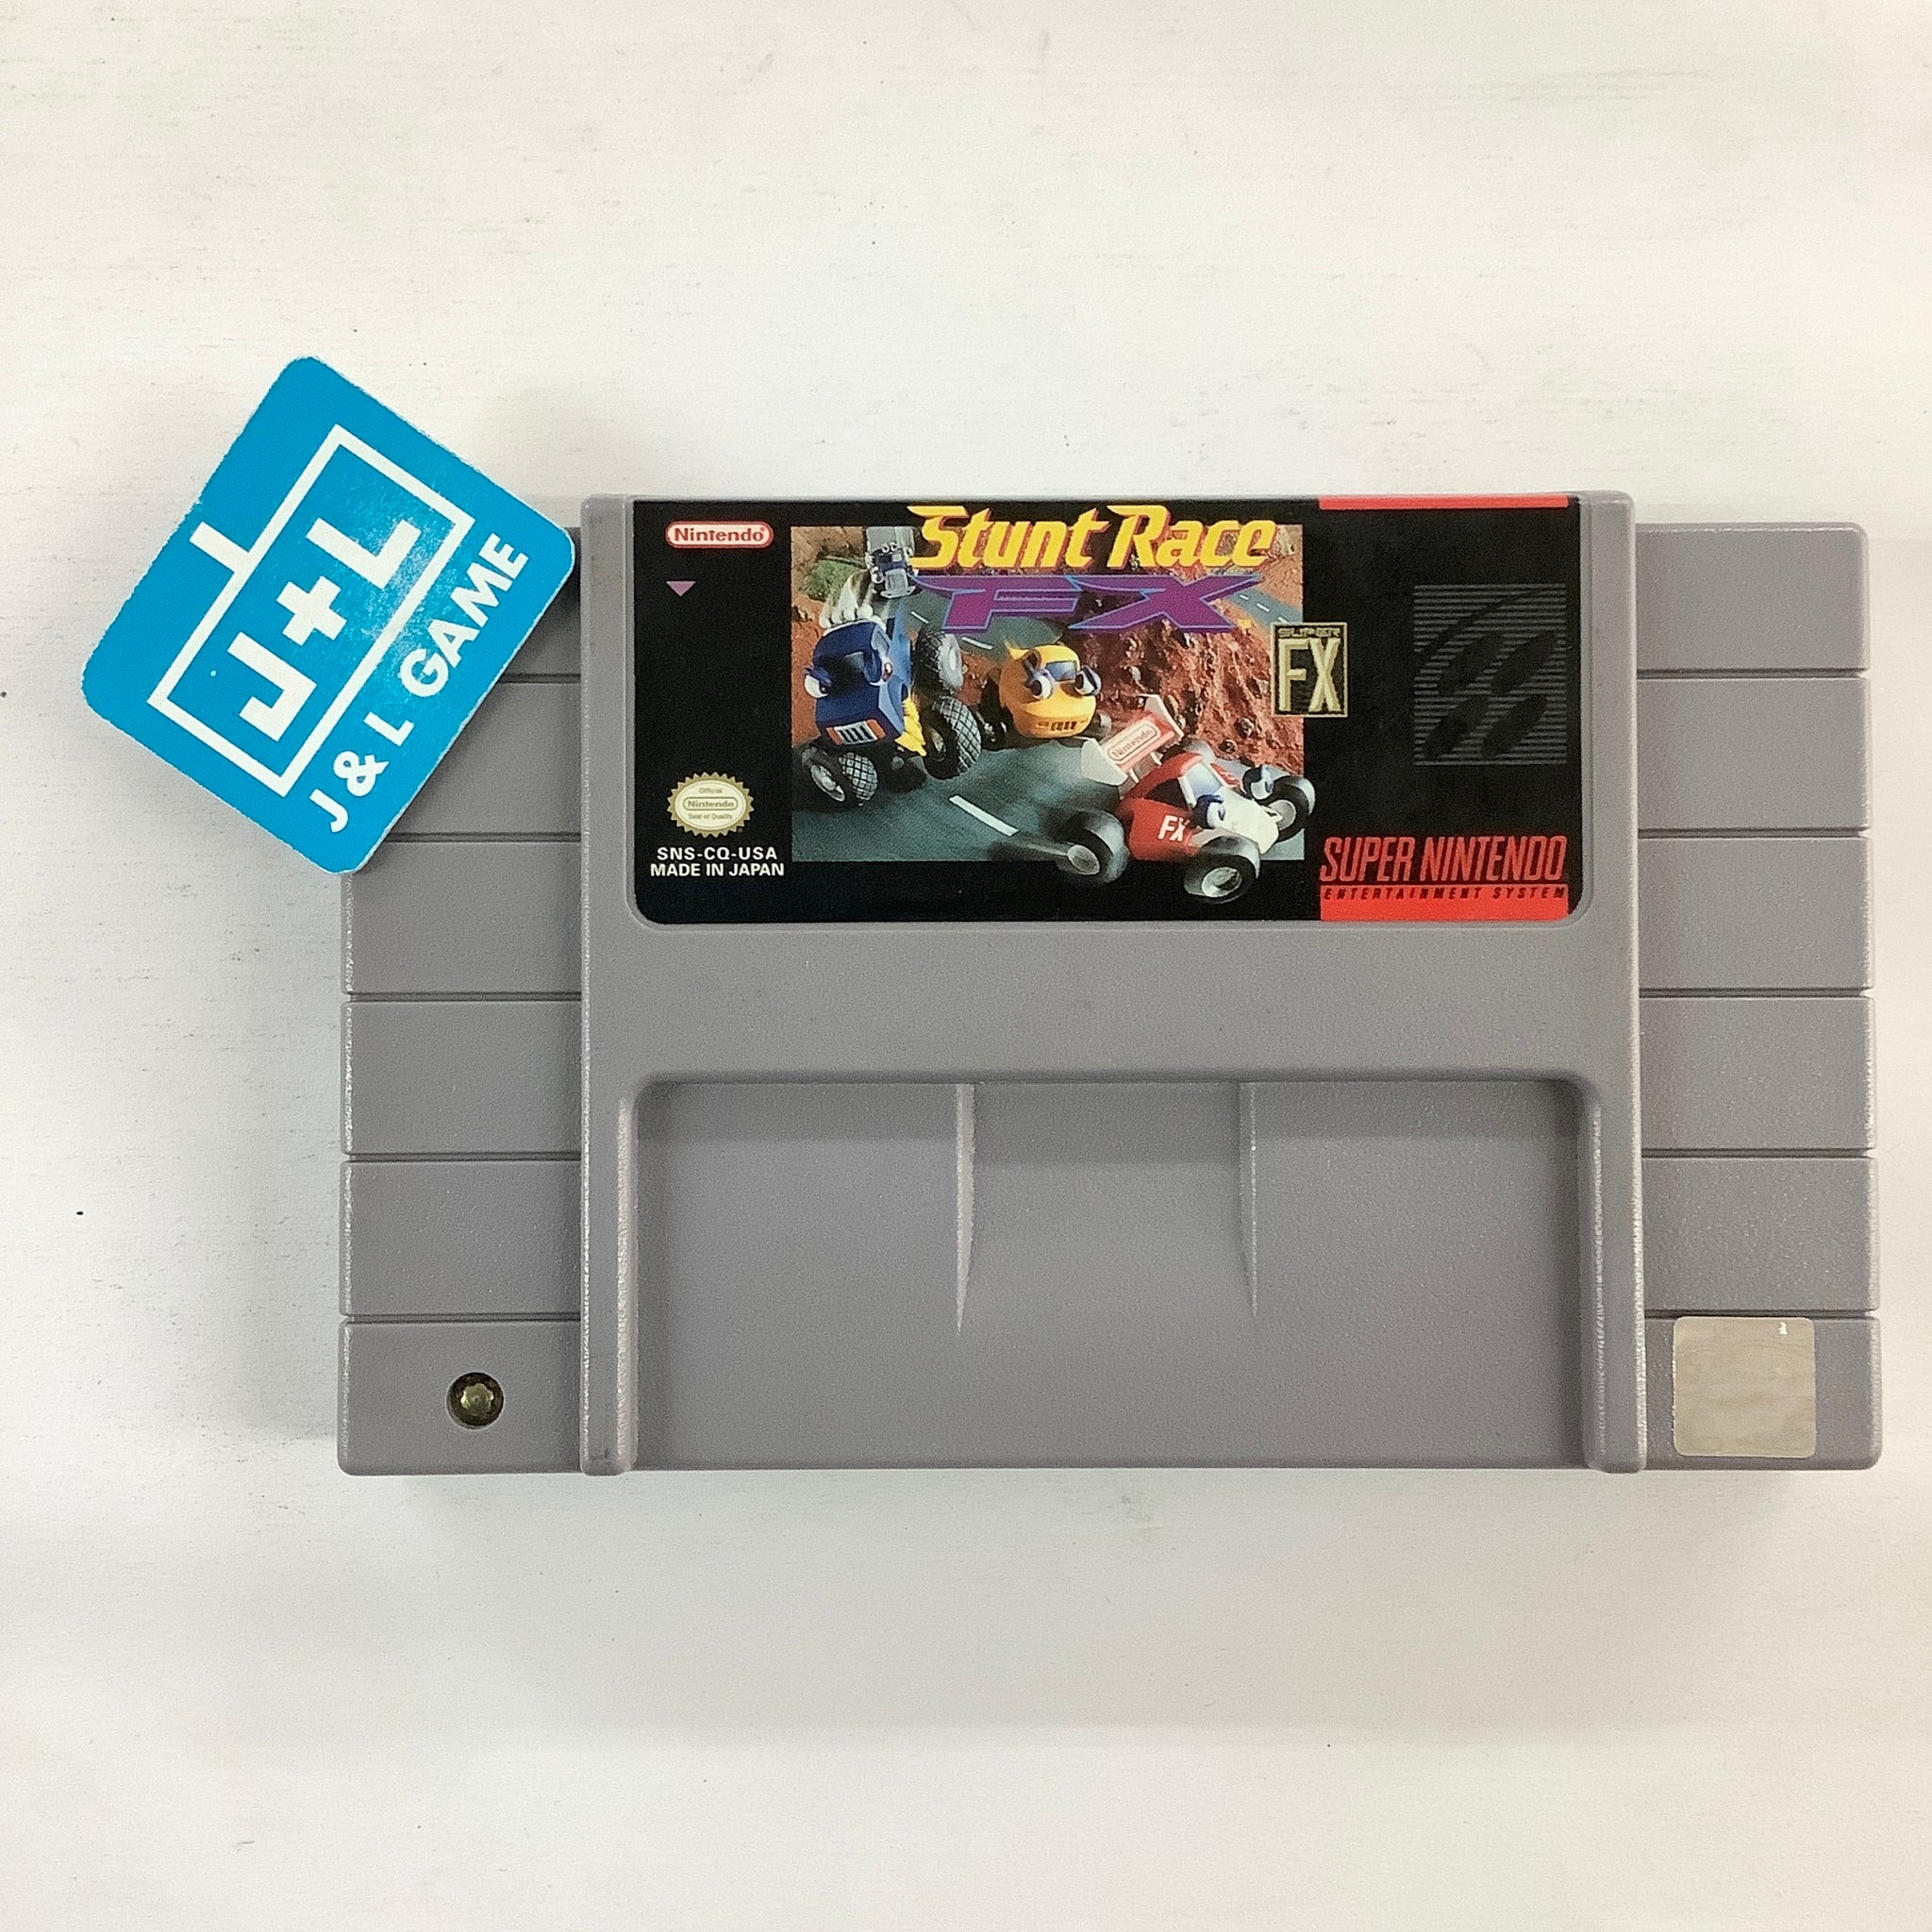 J+L
J & L GAME
Nintendo®
Stunt Race
FX
SUPER
FX
Nintendo
FX
Official
Nintendo
Seal of Quality
SNS-CQ-USA
MADE IN JAPAN
SUPER NINTENDO
ENTERTAINMENT SYSTEM